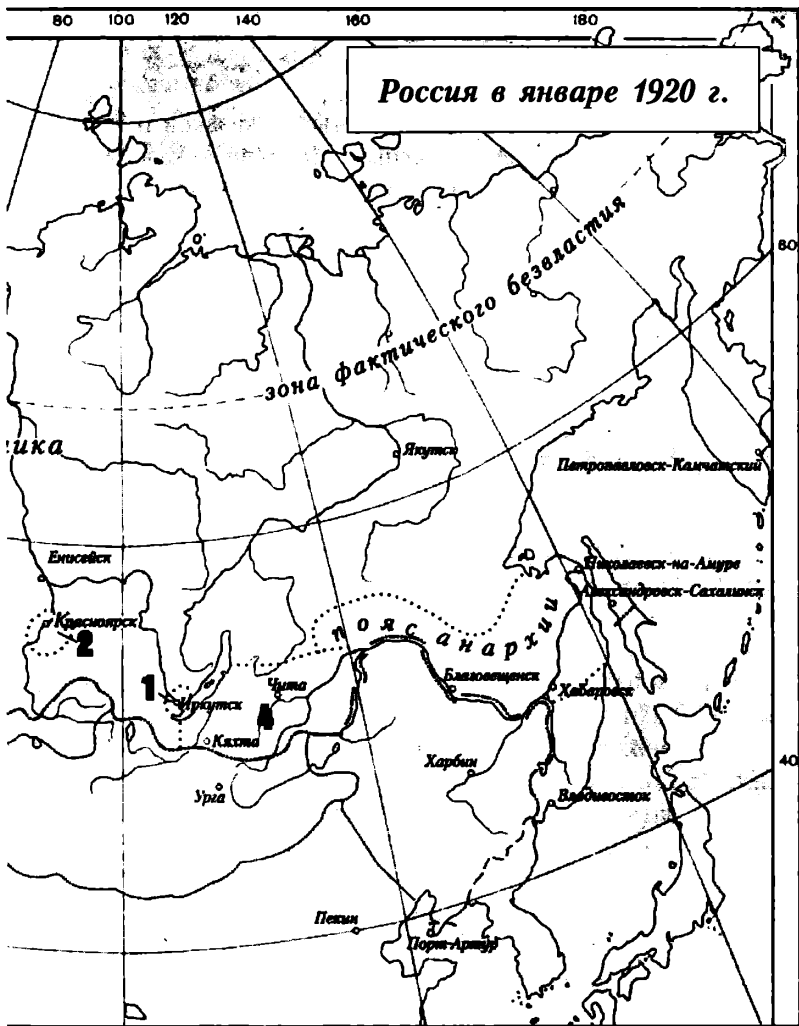 80 100 120 140 160 180
Россия в январе 1920 г.
60
зона фактического безвластия
ика
Якутск
Петропавловск-Камчатский
Енисейск
Николаевск-на-Амуре
Александровск-Сахалинск
Красноярск
2
пояс анархии
Благовещенск
Чита
1
Иркутск
Хабаровск
4
Кяхта
Харбин
40
Урга
Владивосток
Пекин
Порт-Артур